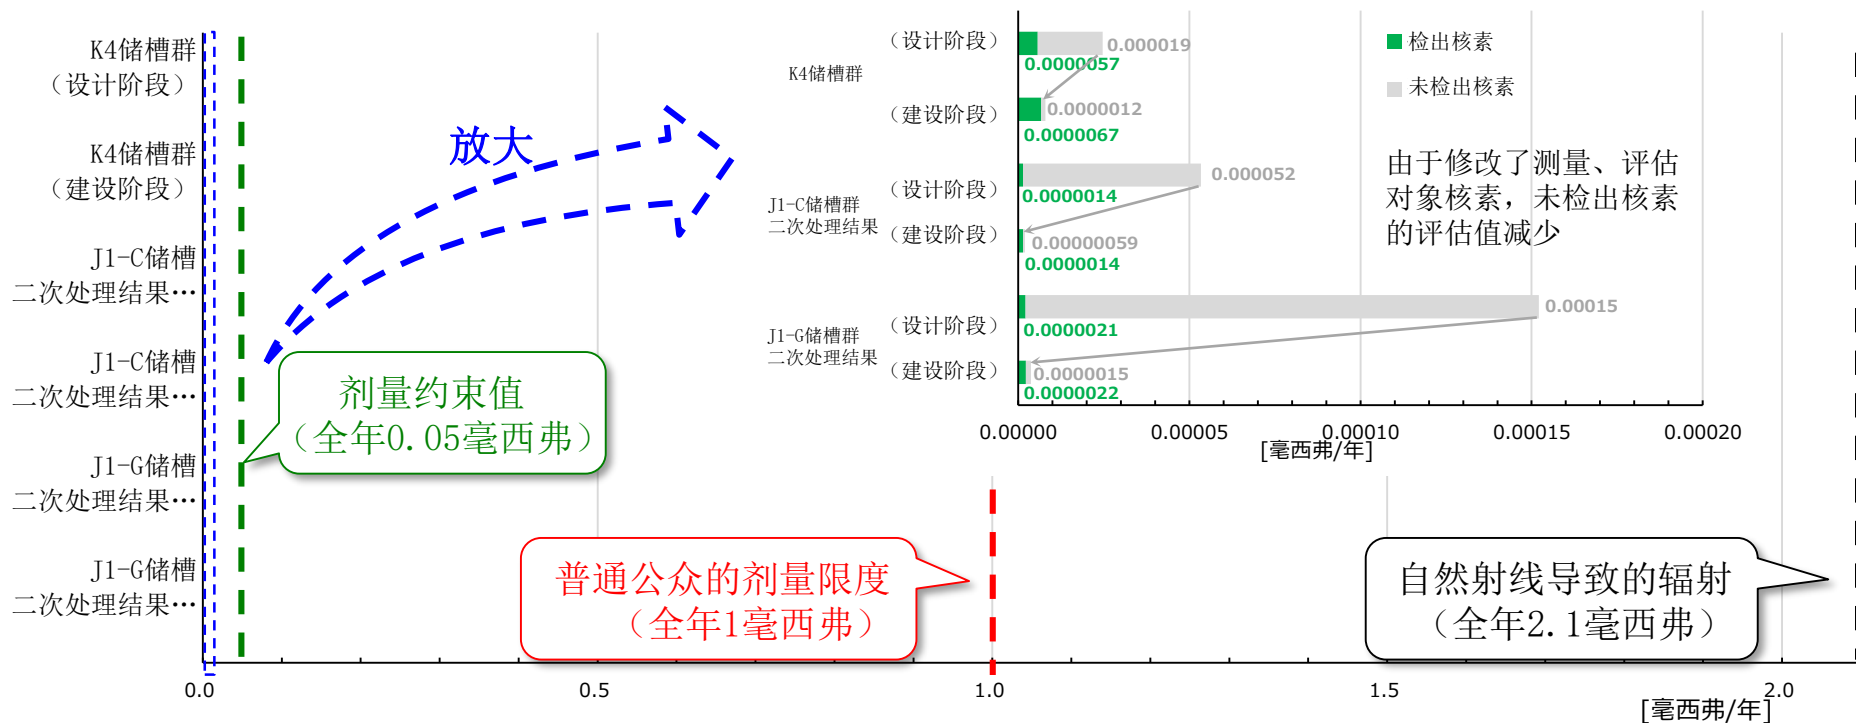 K4储槽群
（设计阶段）
K4储槽群
（建设阶段）
J1-C储槽
二次处理结果…
J1-C储槽
二次处理结果…
J1-G储槽
二次处理结果…
J1-G储槽
二次处理结果…
放大
剂量约束值
（全年0.05毫西弗）
普通公众的剂量限度
（全年1毫西弗）
自然射线导致的辐射
（全年2.1毫西弗）
0.0
0.5
1.0
1.5
2.0
[毫西弗/年]
K4储槽群
（设计阶段）
0.000019
0.0000057
（建设阶段）
0.0000012
0.0000067
J1-C储槽群
二次处理结果
（设计阶段）
0.000052
0.0000014
（建设阶段）
0.00000059
0.0000014
J1-G储槽群
二次处理结果
（设计阶段）
0.00015
0.0000021
（建设阶段）
0.0000015
0.0000022
检出核素
未检出核素
由于修改了测量、评估
对象核素，未检出核素
的评估值减少
0.00000
0.00005
0.00010
0.00015
0.00020
[毫西弗/年]